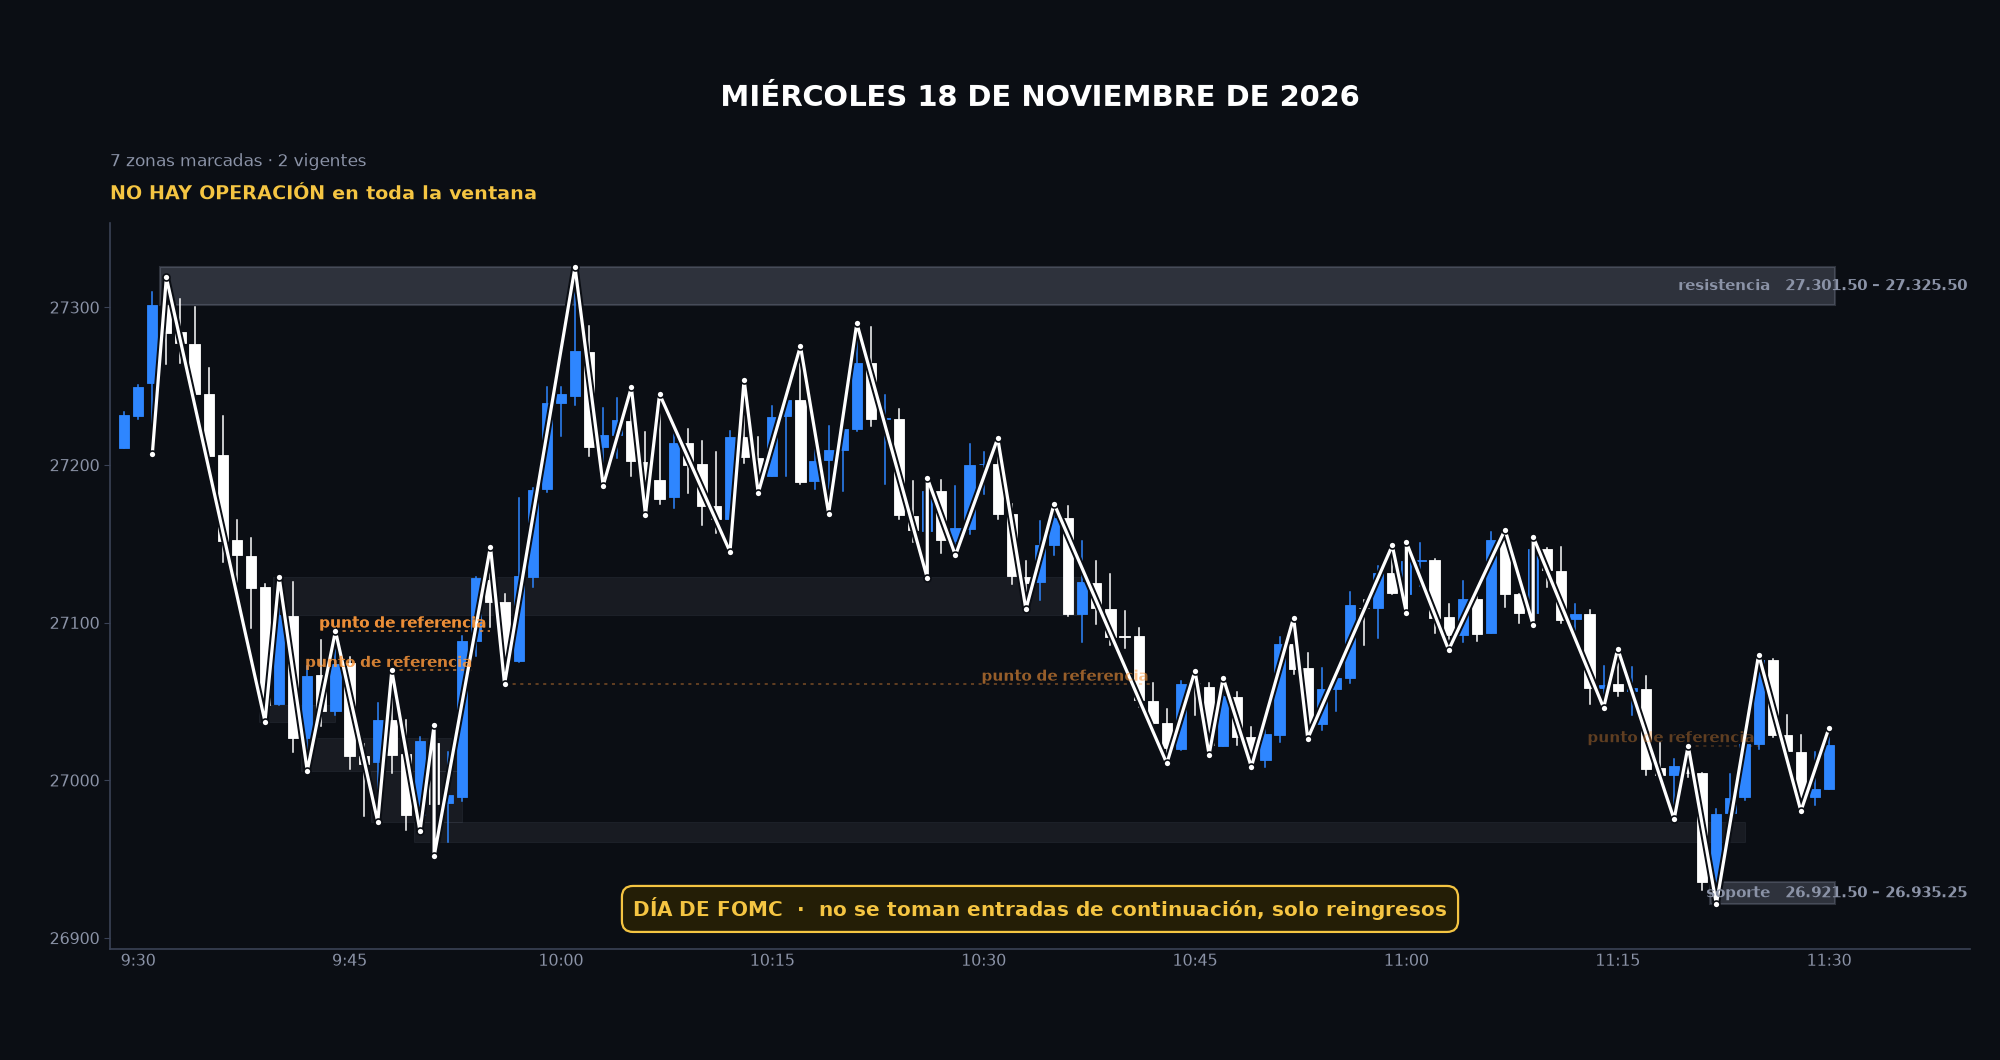 MIÉRCOLES 18 DE NOVIEMBRE DE 2026
7 zonas marcadas · 2 vigentes
NO HAY OPERACIÓN en toda la ventana
27300
27200
27100
27000
26900
resistencia 27.301.50 – 27.325.50
punto de referencia
punto de referencia
punto de referencia
punto de referencia
soporte 26.921.50 – 26.935.25
DÍA DE FOMC · no se toman entradas de continuación, solo reingresos
9:30 9:45 10:00 10:15 10:30 10:45 11:00 11:15 11:30